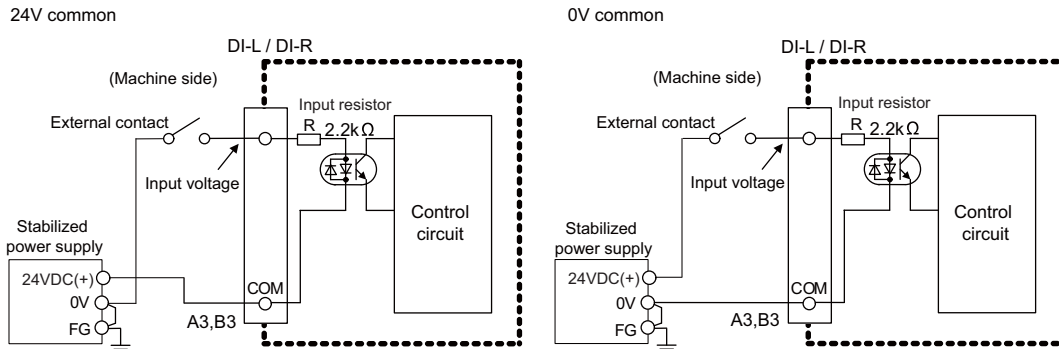 24V common
DI-L / DI-R
(Machine side)
Input resistor
External contact
R 2.2kΩ
Input voltage
Control
circuit
Stabilized
power supply
24VDC(+)
COM
0V
A3,B3
FG
0V common
DI-L / DI-R
(Machine side)
Input resistor
External contact
R 2.2kΩ
Input voltage
Control
circuit
Stabilized
power supply
24VDC(+)
COM
0V
A3,B3
FG